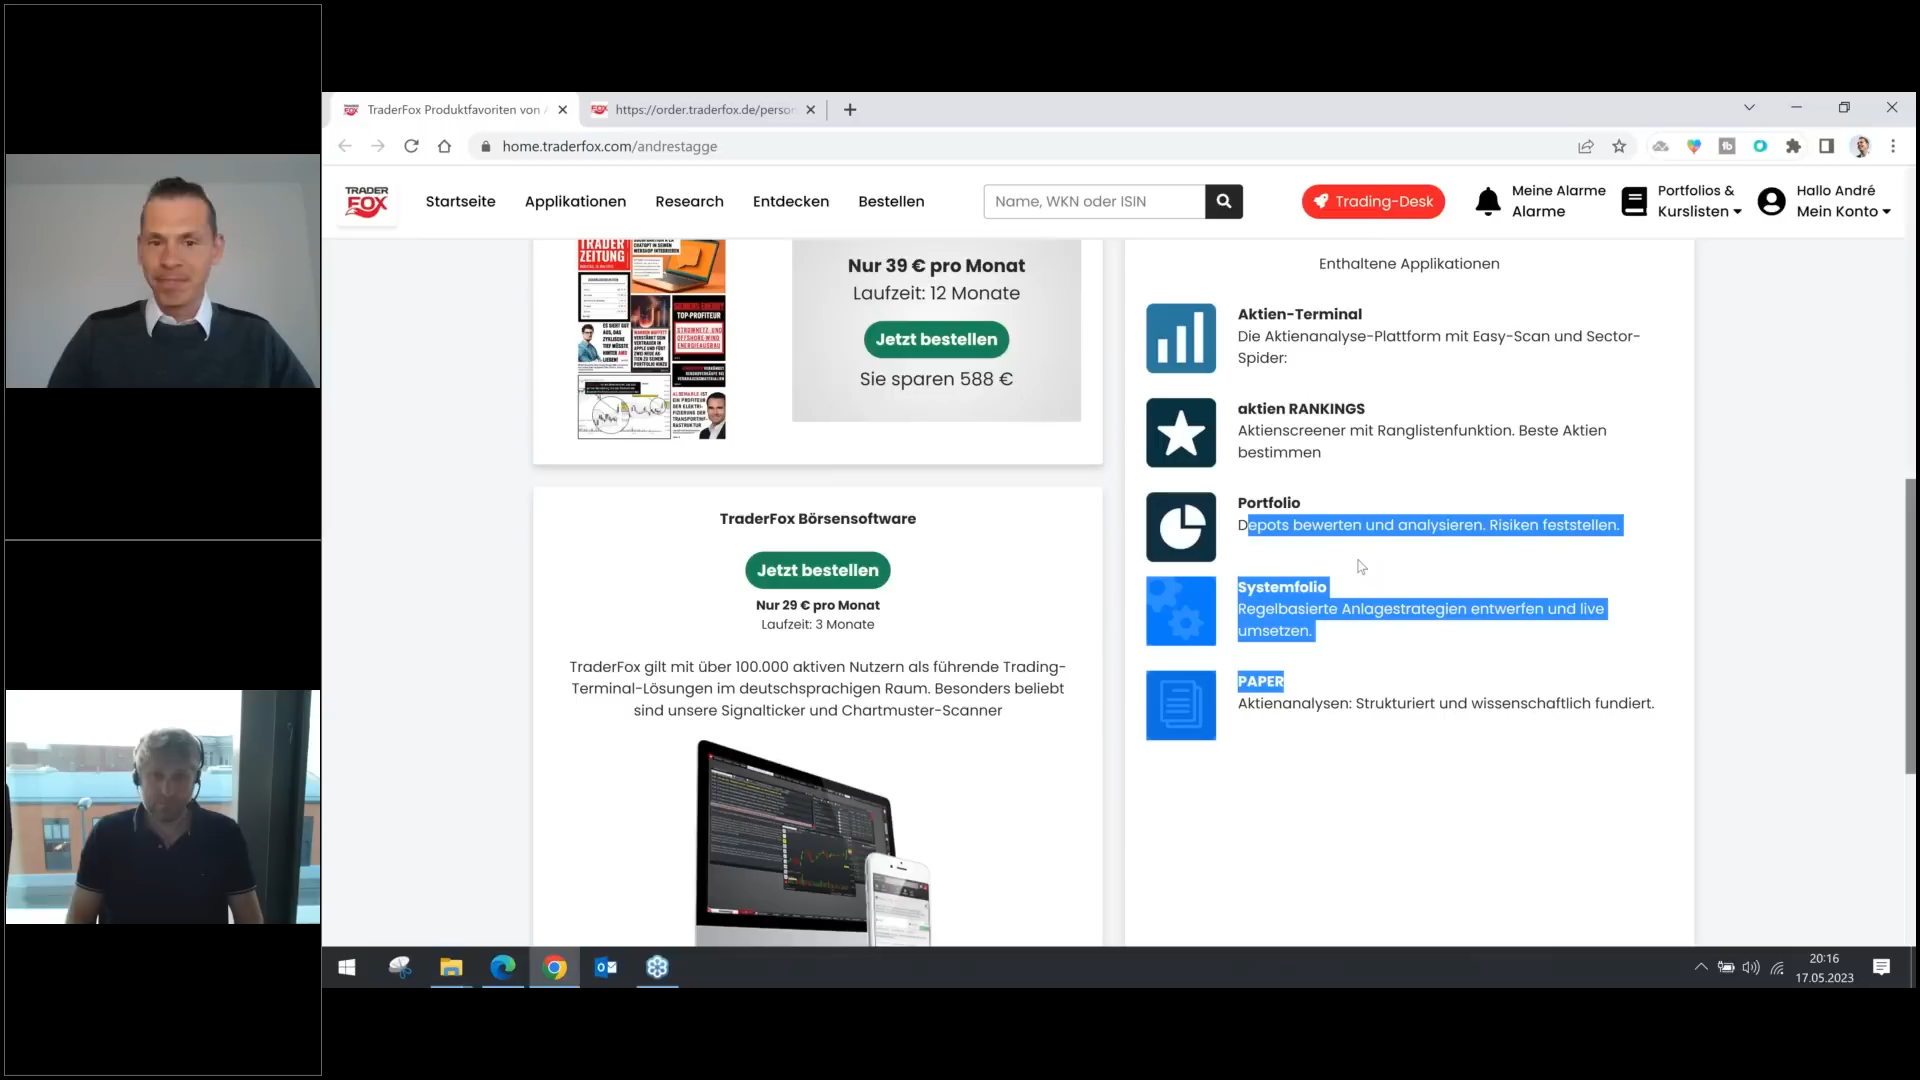 TraderFox Produktfavoriten von A
https://order.traderfox.de/person
home.traderfox.com/andrestagge
TRADER
FOX
Startseite
Applikationen
Research
Entdecken
Bestellen
Name, WKN oder ISIN
Trading-Desk
Meine Alarme
Alarme
Portfolios &
Kurslisten
Hallo André
Mein Konto
TRADER
ZEITUNG
TOP-PROFITEUR
Nur 39 € pro Monat
Laufzeit: 12 Monate
Jetzt bestellen
Sie sparen 588 €
TraderFox Börsensoftware
Jetzt bestellen
Nur 29 € pro Monat
Laufzeit: 3 Monate
TraderFox gilt mit über 100.000 aktiven Nutzern als führende Trading-
Terminal-Lösungen im deutschsprachigen Raum. Besonders beliebt
sind unsere Signalticker und Chartmuster-Scanner
Enthaltene Applikationen
Aktien-Terminal
Die Aktienanalyse-Plattform mit Easy-Scan und Sector-
Spider:
aktien RANKINGS
Aktienscreener mit Ranglistenfunktion. Beste Aktien
bestimmen
Portfolio
Depots bewerten und analysieren. Risiken feststellen.
Systemfolio
Regelbasierte Anlagestrategien entwerfen und live
umsetzen.
PAPER
Aktienanalysen: Strukturiert und wissenschaftlich fundiert.
20:16
17.05.2023